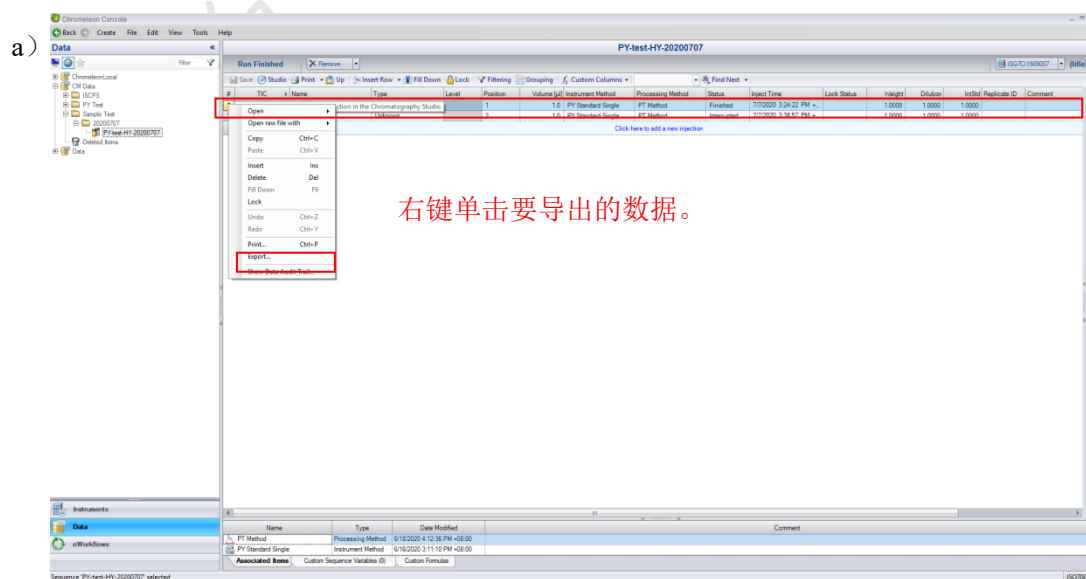 a）
Chromeleon Console
Back Create File Edit View Tools Help
Data «
PY-test-HY-20200707
Filter
Run Finished Remove
ISQ7O1909007 (Idle
Save Studio Print Up Insert Row Fill Down Lock Filtering Grouping Custom Columns Find Next
# TIC Name Type Level Position Volume [µl] Instrument Method Processing Method Status Inject Time Lock Status Weight Dilution IntStd Replicate ID Comment
1 1.0 PY Standard Single PT Method Finished 7/7/2020 3:24:22 PM +. 1.0000 1.0000 1.0000
Unknown 2 1.0 PY Standard Single PT Method Interrupted 7/7/2020 3:38:57 PM + 1.0000 1.0000 1.0000
Click here to add a new injection
ction in the Chromatography Studio
ChromeleonLocal
CM Data
ISCPS
PY Test
Sample Test
20200707
PY-test-HY-20200707
Deleted Items
Data
Open
Open raw file with
Copy Ctrl+C
Paste Ctrl+V
Insert Ins
Delete Del
Fill Down F9
Lock
Undo Ctrl+Z
Redo Ctrl+Y
Print... Ctrl+P
Export...
Show Data Audit Trail...
右键单击要导出的数据。
Instruments
Data
eWorkflows
Name Type Date Modified Comment
PT Method Processing Method 6/18/2020 4:12:36 PM +08:00
PY Standard Single Instrument Method 6/16/2020 3:11:10 PM +08:00
Associated Items Custom Sequence Variables (0) Custom Formulas
Sequence 'PY-test-HY-20200707' selected